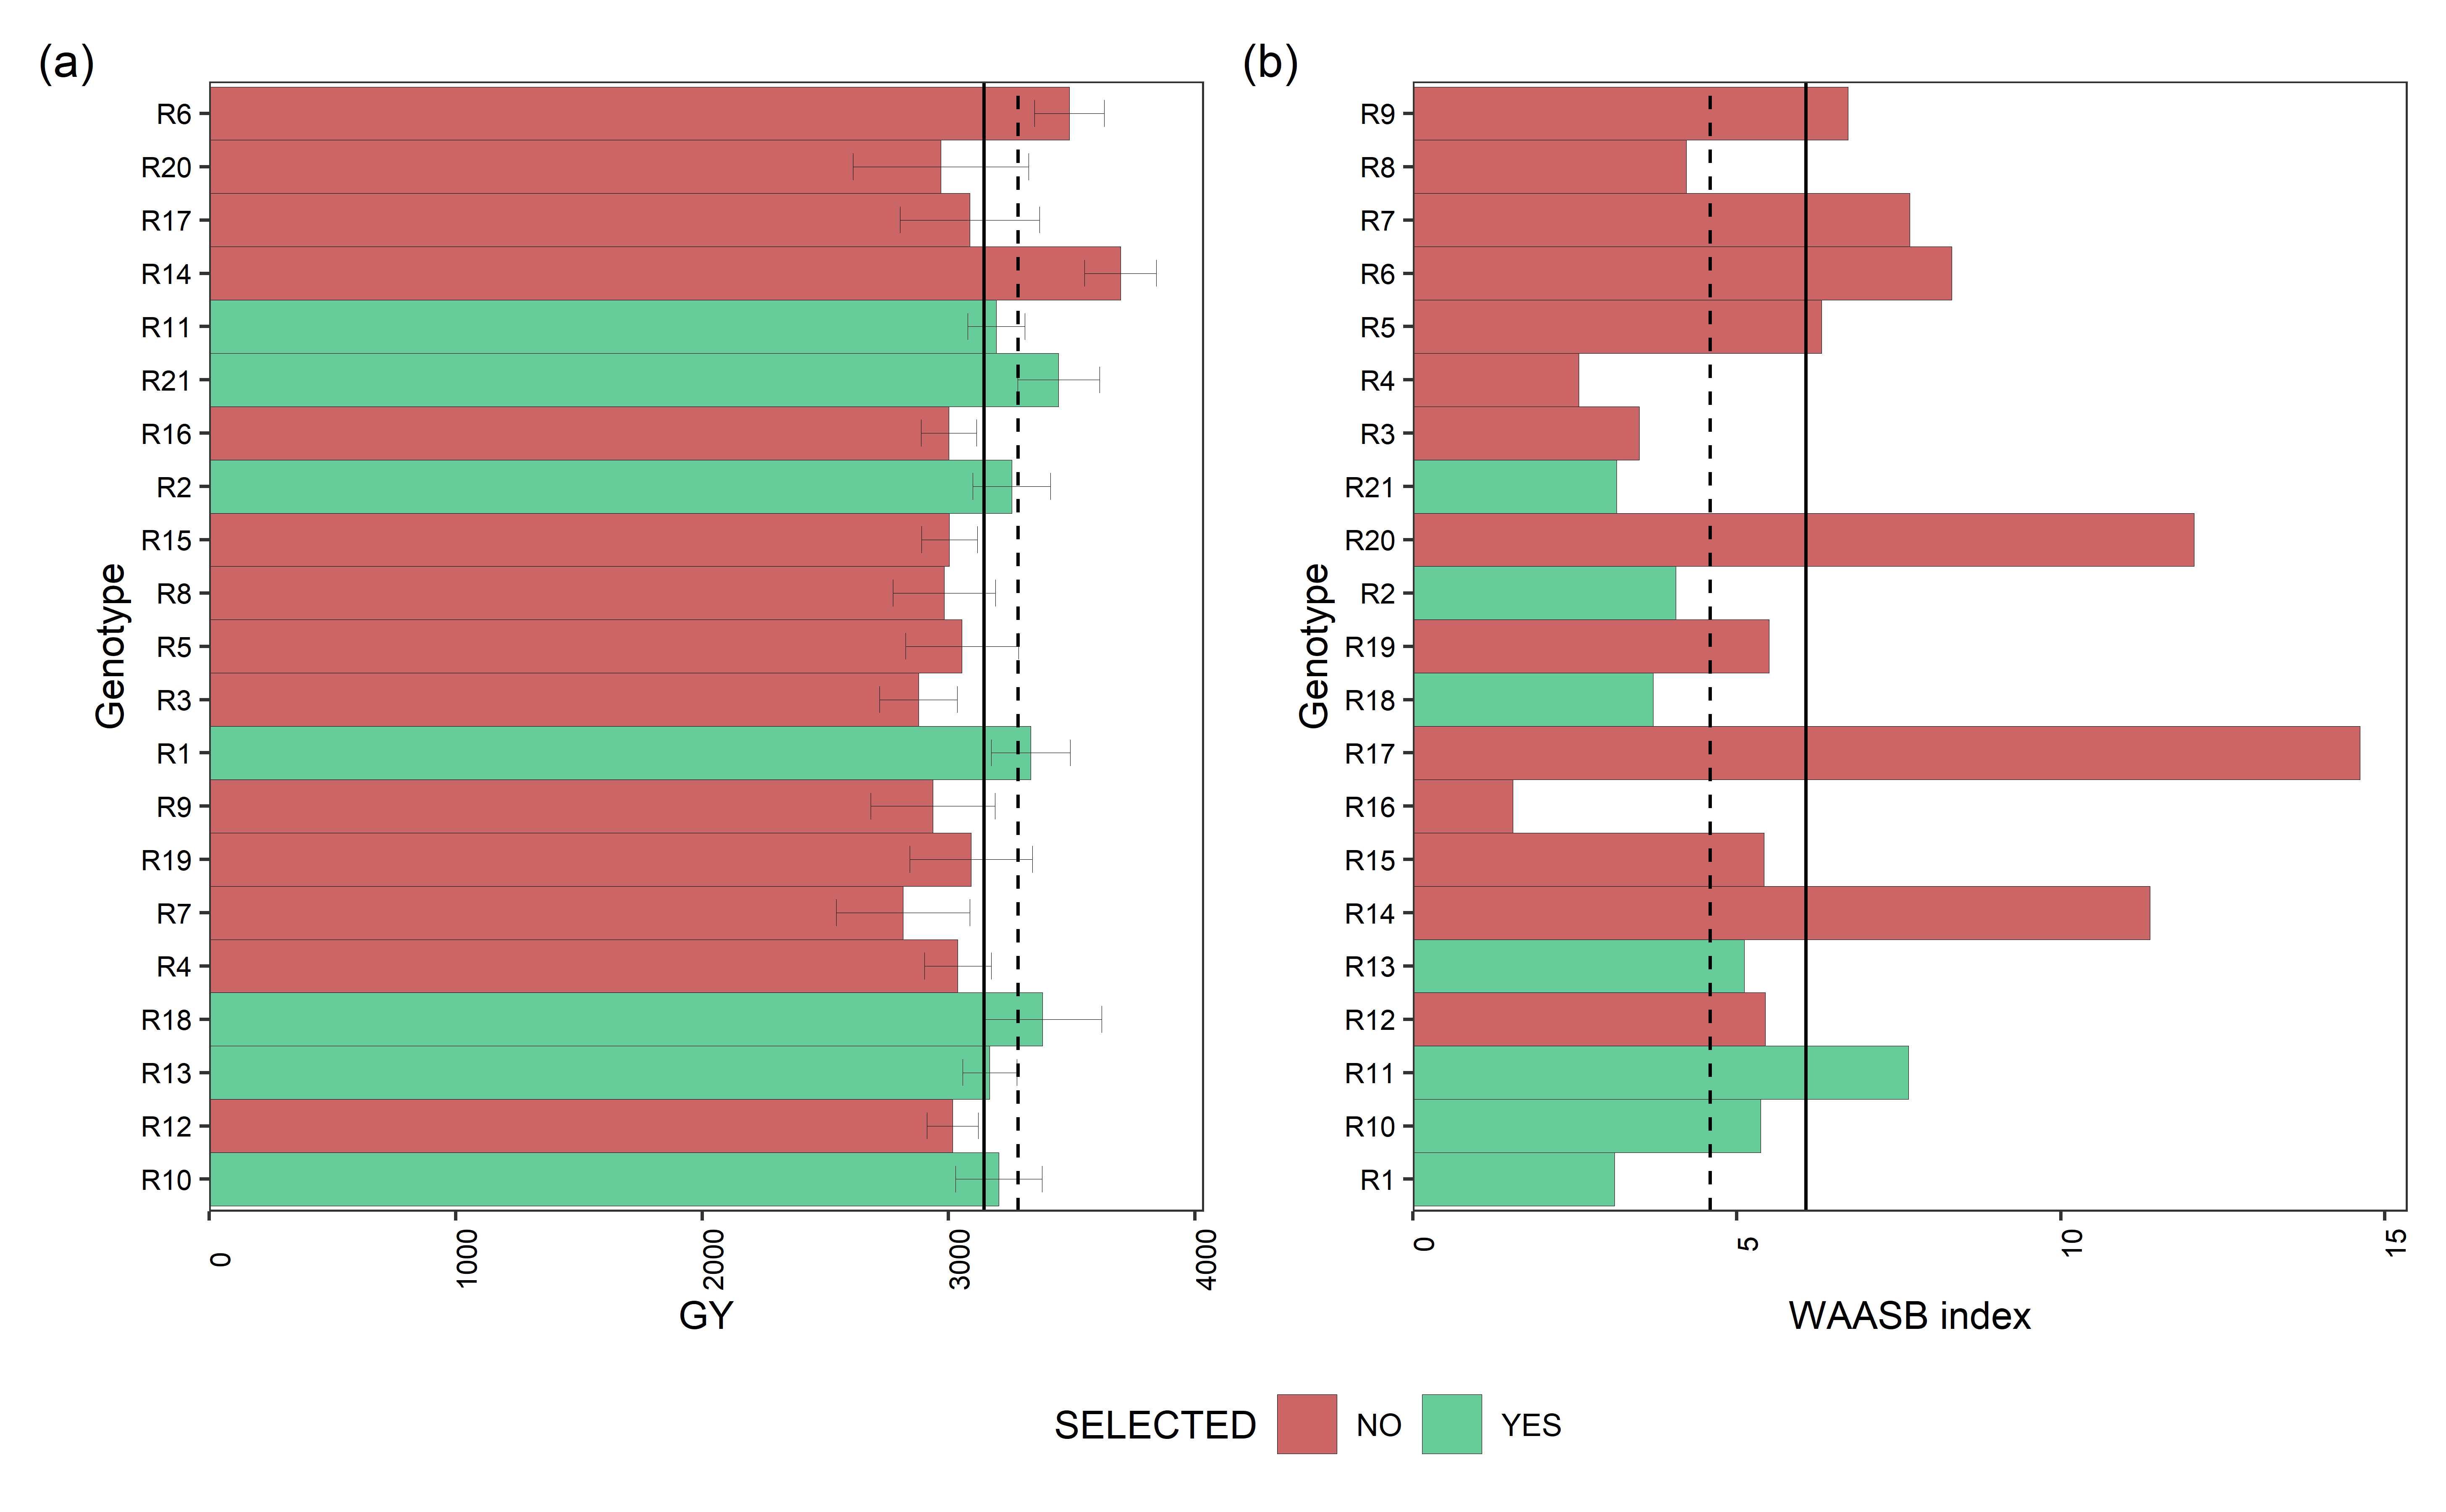 (a)
R6
R20
R17
R14
R11
R21
R16
R2
R15
R8
R5
R3
R1
R9
R19
R7
R4
R18
R13
R12
R10
Genotype
0
1000
2000
3000
4000
GY
(b)
R9
R8
R7
R6
R5
R4
R3
R21
R20
R2
R19
R18
R17
R16
R15
R14
R13
R12
R11
R10
R1
Genotype
0
5
10
15
WAASB index
SELECTED NO YES